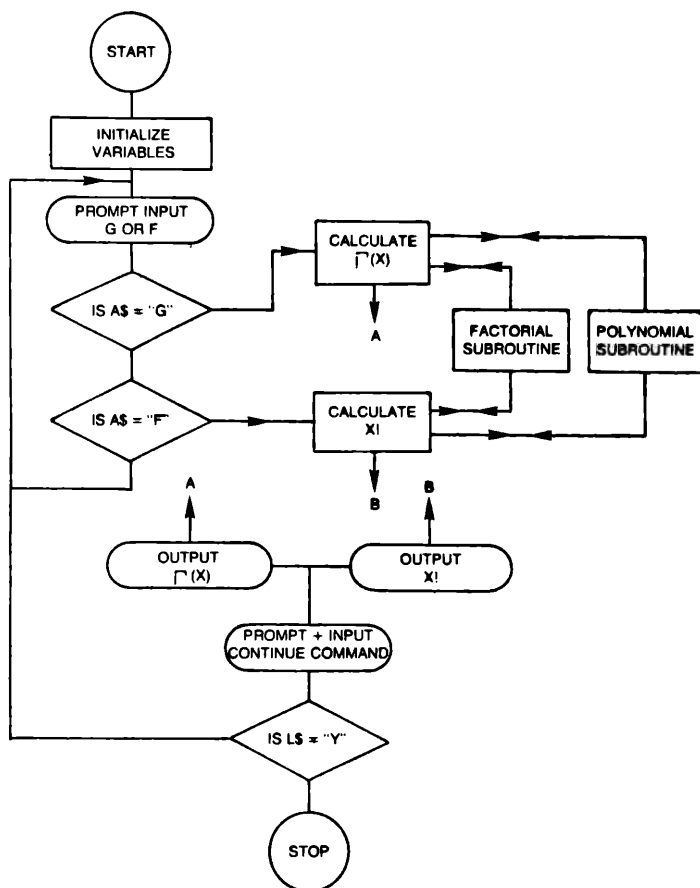 START
INITIALIZE
VARIABLES
PROMPT INPUT
G OR F
IS A$ = "G"
CALCULATE
Γ(X)
A
FACTORIAL
SUBROUTINE
POLYNOMIAL
SUBROUTINE
IS A$ = "F"
CALCULATE
X!
B
A
B
OUTPUT
Γ(X)
OUTPUT
X!
PROMPT + INPUT
CONTINUE COMMAND
IS L$ = "Y"
STOP